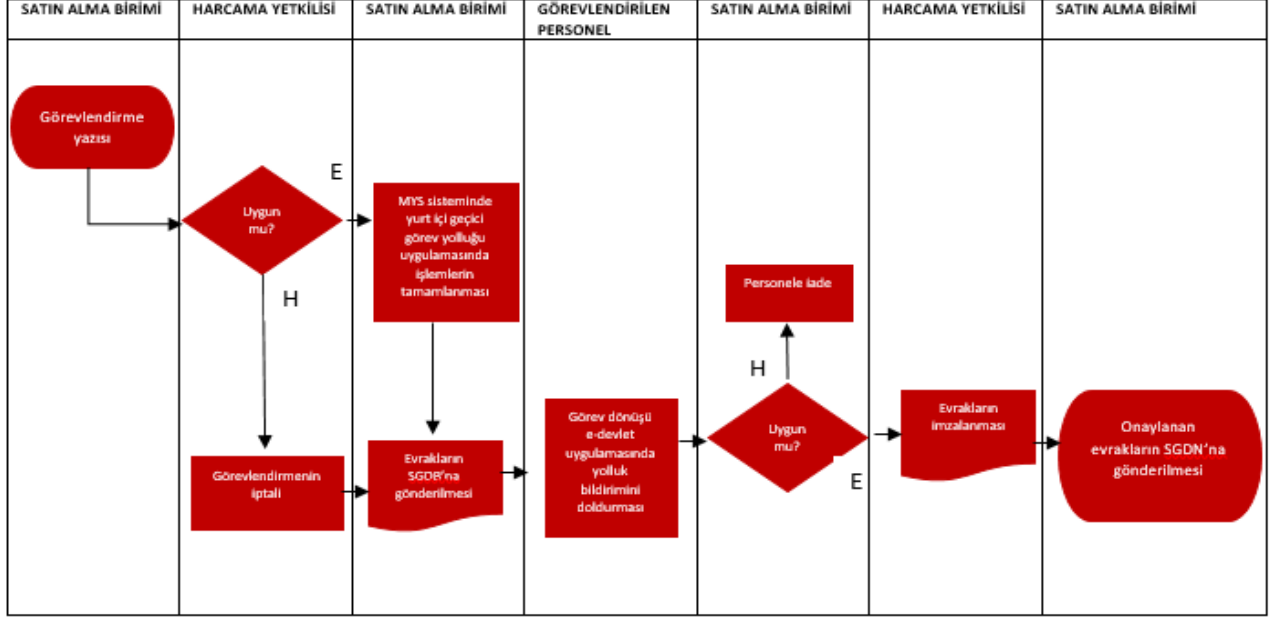 SATIN ALMA BİRİMİ
HARCAMA YETKİLİSİ
SATIN ALMA BİRİMİ
GÖREVLENDİRİLEN
PERSONEL
SATIN ALMA BİRİMİ
HARCAMA YETKİLİSİ
SATIN ALMA BİRİMİ
Görevlendirme
yazısı
Uygun
mu?
E
H
MYS sisteminde
yurt içi geçici
görev yolluğu
uygulamasında
işlemlerin
tamamlanması
Görevlendirmenin
iptali
Evrakların
SGDB'na
gönderilmesi
Görev dönüşü
e-devlet
uygulamasında
yolluk
bildirimini
doldurması
Personele iade
H
Uygun
mu?
E
Evrakların
imzalanması
Onaylanan
evrakların SGDN'na
gönderilmesi